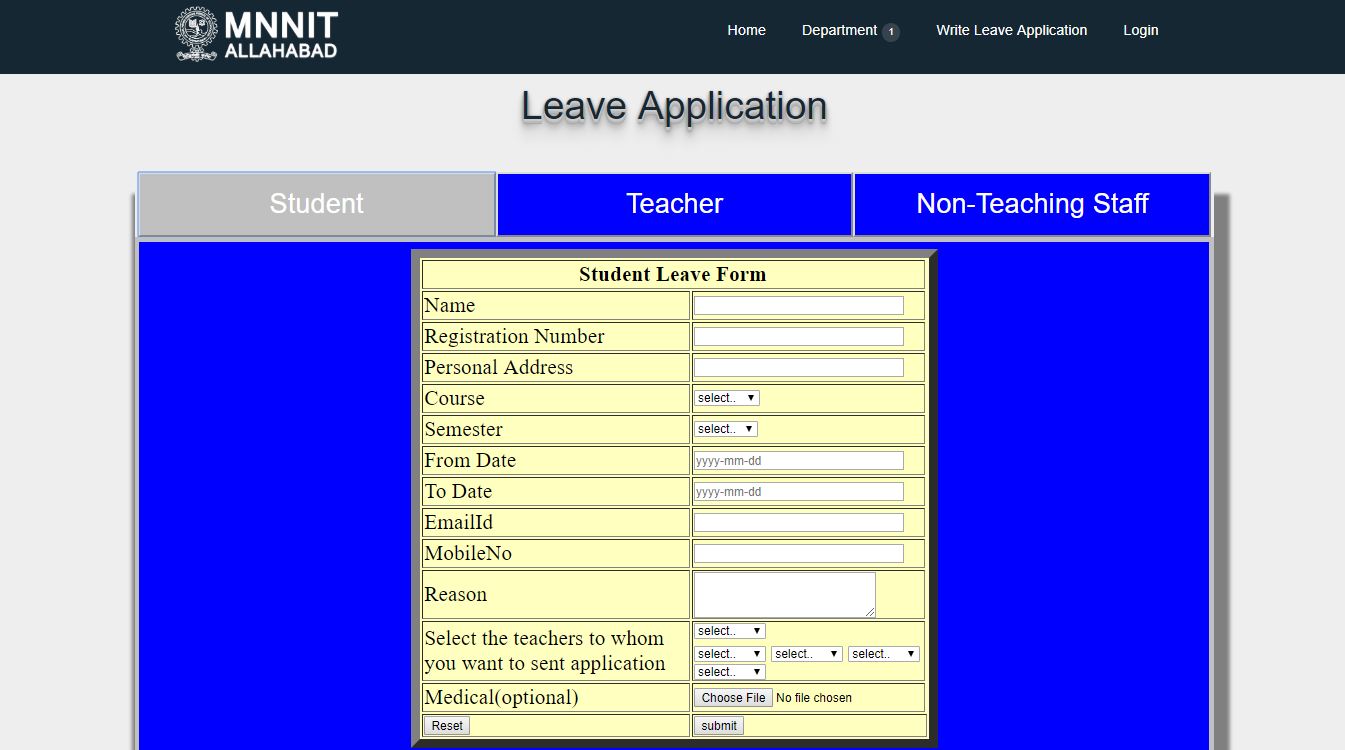 MNNIT
ALLAHABAD
Home Department 1 Write Leave Application Login
Leave Application
Student Teacher Non-Teaching Staff
Student Leave Form
Name
Registration Number
Personal Address
Course select..
Semester select..
From Date yyyy-mm-dd
To Date yyyy-mm-dd
EmailId
MobileNo
Reason
Select the teachers to whom
you want to sent application
select..
select.. select.. select..
select..
Medical(optional) Choose File No file chosen
Reset submit